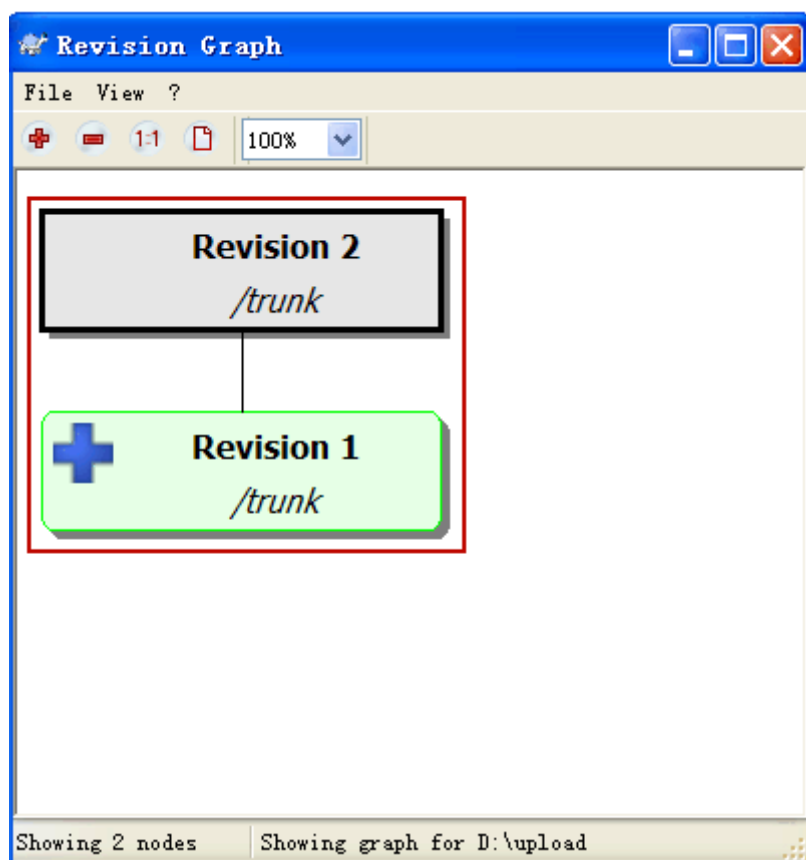 Revision Graph
File View ?
1:1 100%
Revision 2
/trunk
Revision 1
/trunk
Showing 2 nodes Showing graph for D:\upload